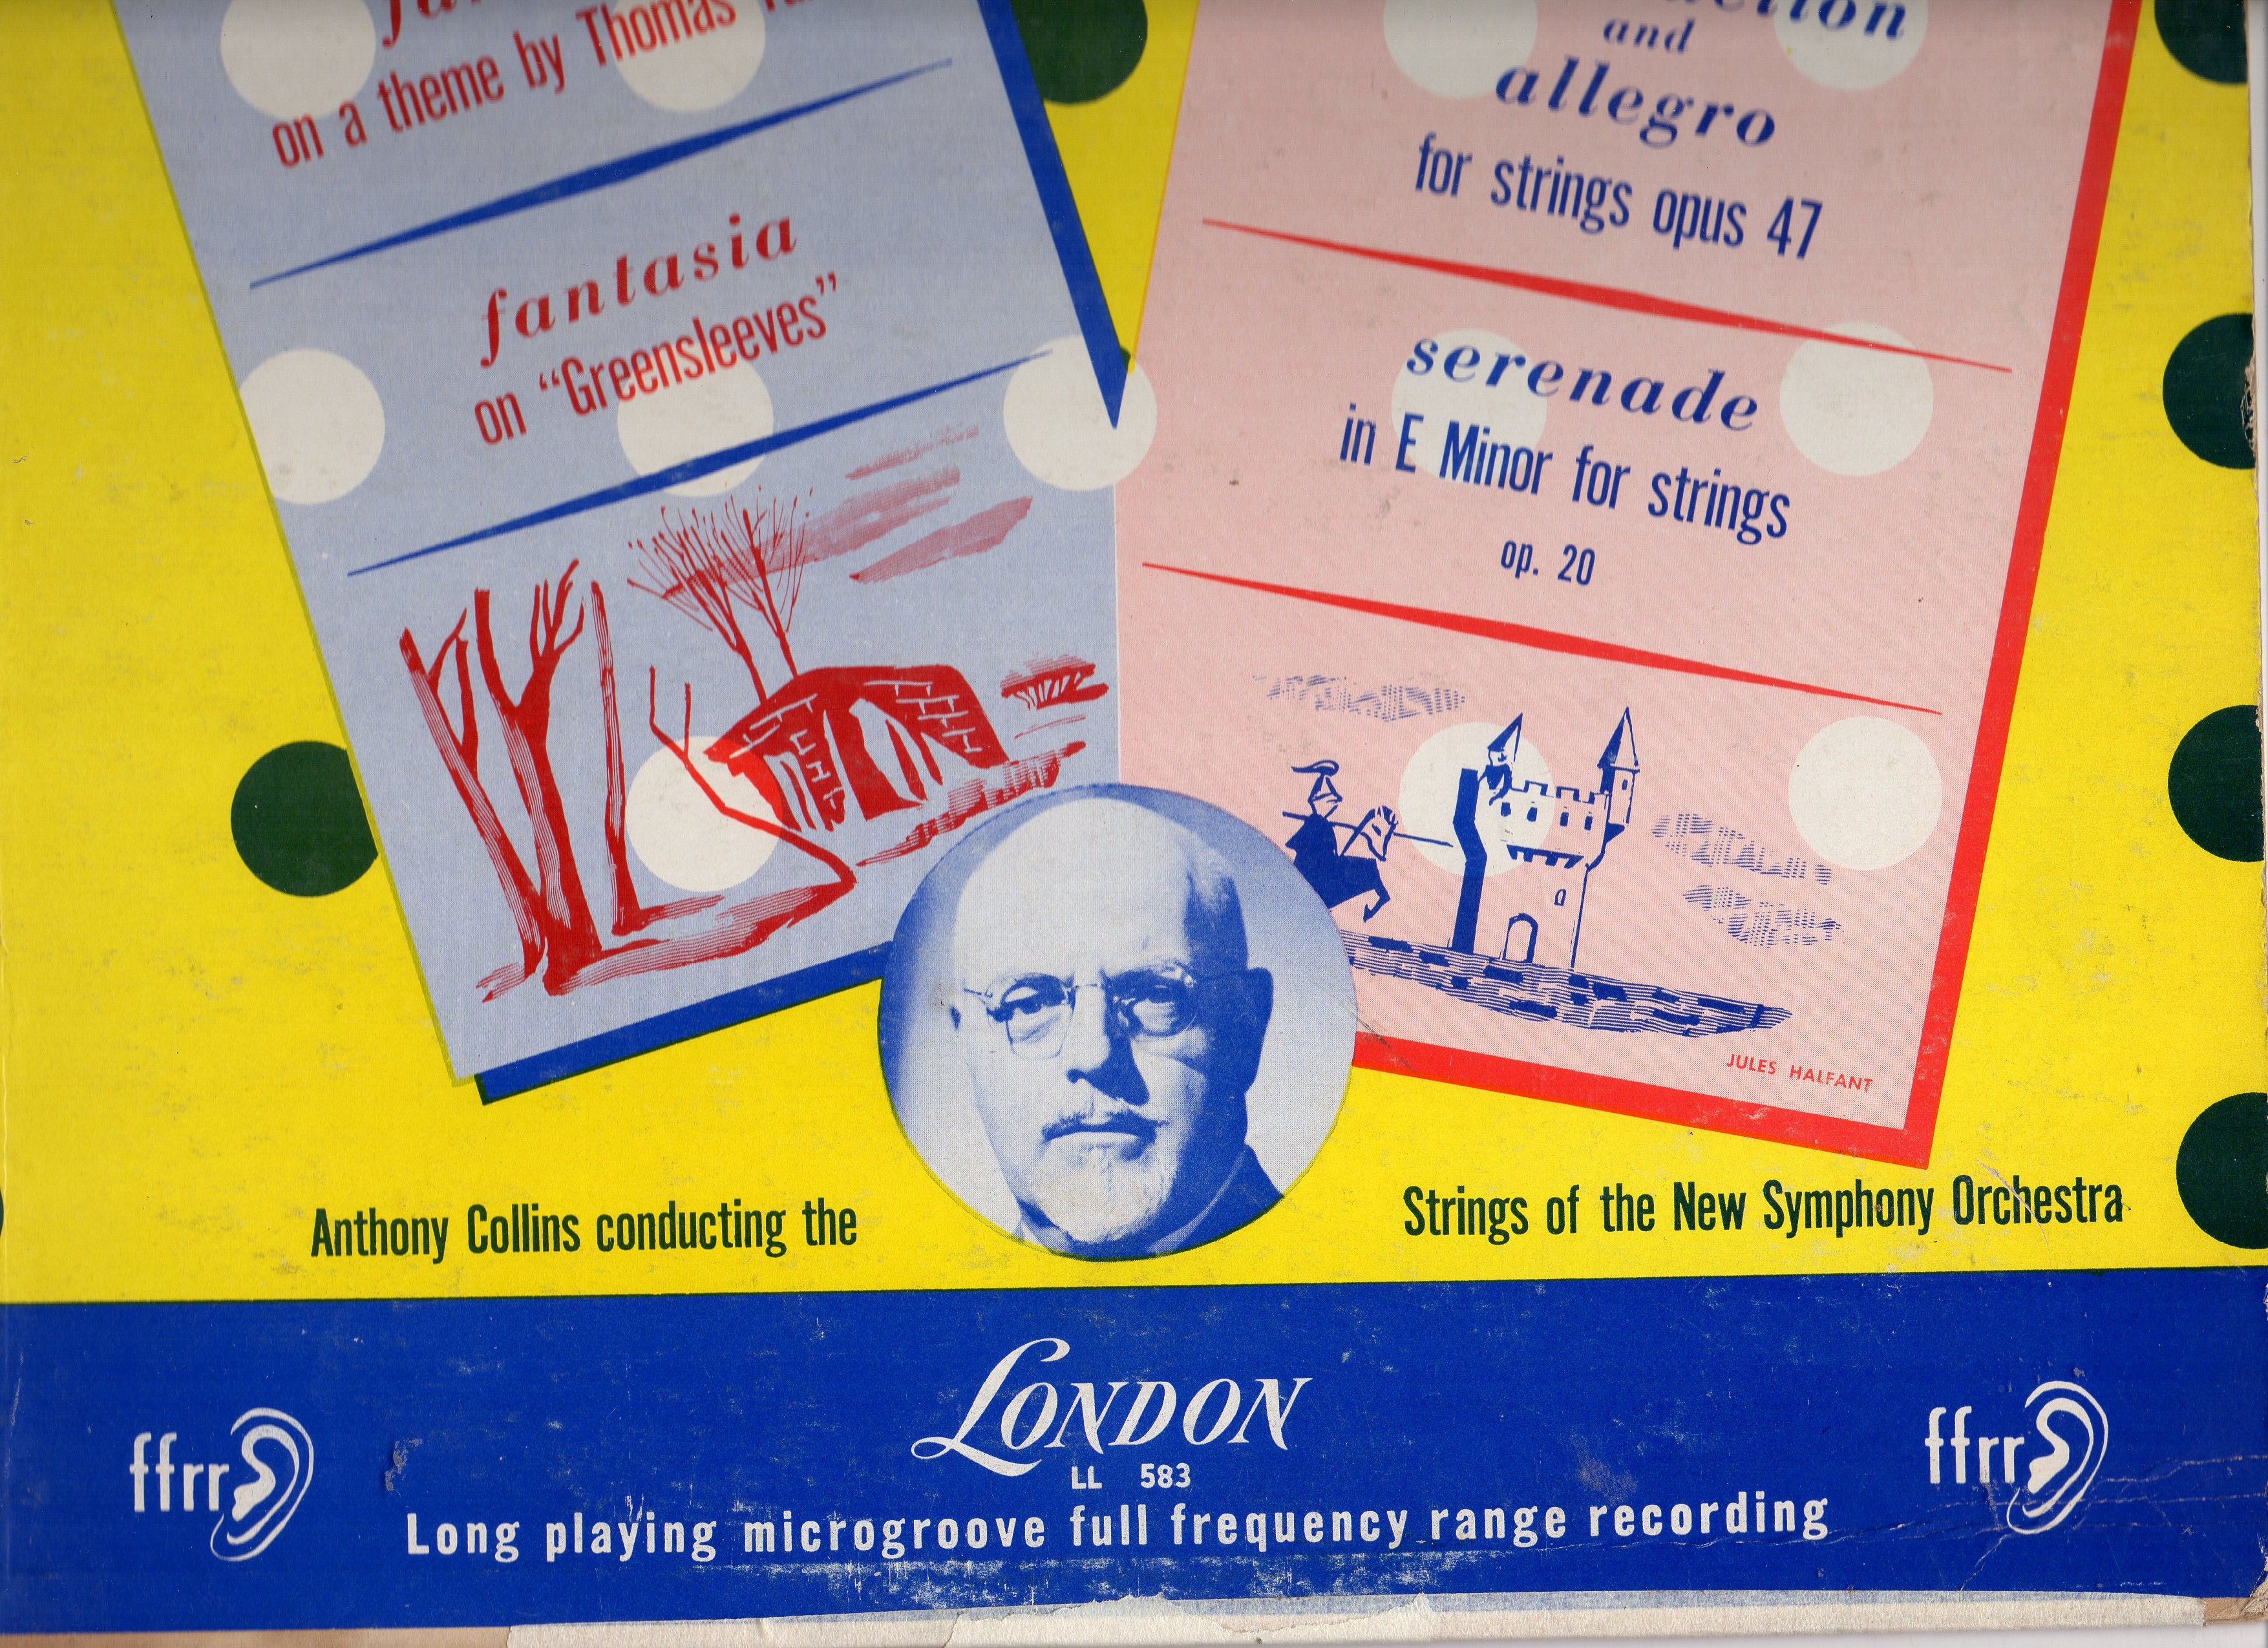 on a theme by Thomas
fantasia
on "Greensleeves"
and
allegro
for strings opus 47
serenade
in E Minor for strings
op. 20
JULES HALFANT
Anthony Collins conducting the
Strings of the New Symphony Orchestra
LONDON
LL 583
ffrr
ffrr
Long playing microgroove full frequency range recording